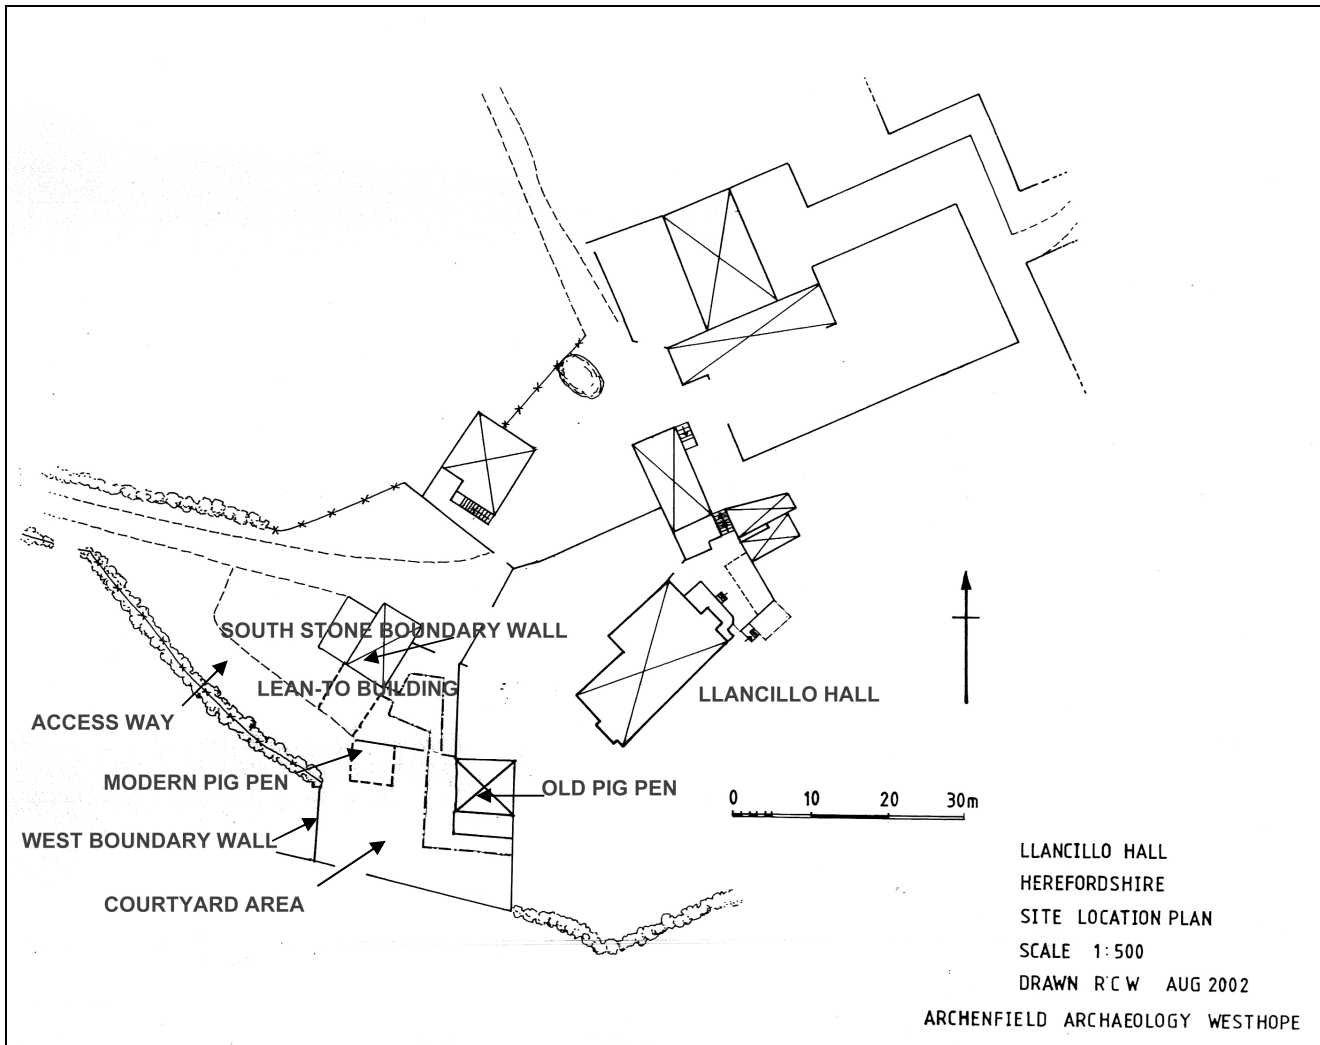 SOUTH STONE BOUNDARY WALL
LEAN-TO BUILDING
LLANCILLO HALL
ACCESS WAY
MODERN PIG PEN
OLD PIG PEN
0 10 20 30m
WEST BOUNDARY WALL
COURTYARD AREA
LLANCILLO HALL
HEREFORDSHIRE
SITE LOCATION PLAN
SCALE 1:500
DRAWN R C W AUG 2002
ARCHENFIELD ARCHAEOLOGY WESTHOPE